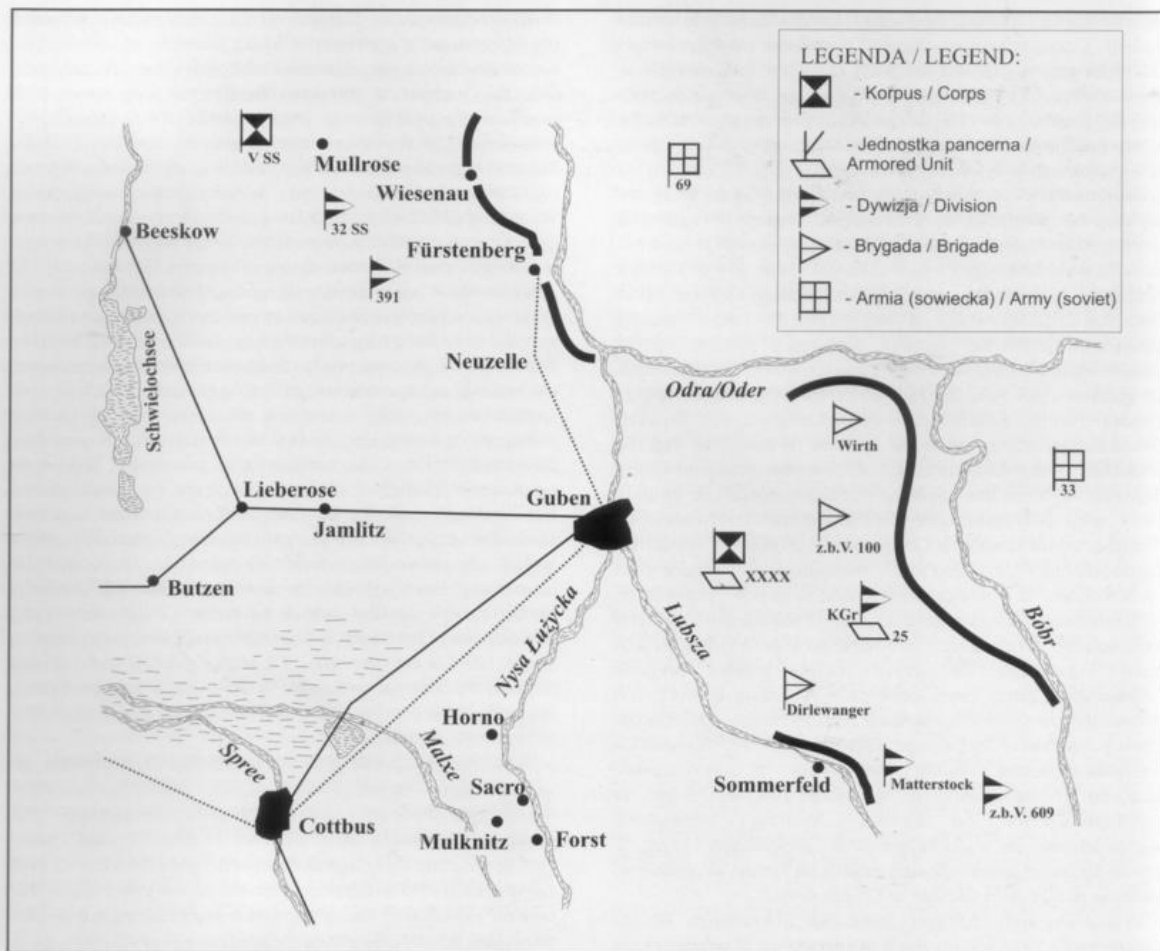 LEGENDA / LEGEND:
- Korpus / Corps
- Jednostka pancerna /
Armored Unit
- Dywizja / Division
- Brygada / Brigade
- Armia (sowiecka) / Army (soviet)
V SS
Mullrose
Wiesenau
69
32 SS
Beeskow
Fürstenberg
391
Schwielochsee
Neuzelle
Odra/Oder
Wirth
33
Lieberose
Jamlitz
Guben
z.b.V. 100
XXXX
Butzen
KGr
25
Nysa Łużycka
Lubsza
Bóbr
Dirlewanger
Horno
Malxe
Spree
Sacro
Sommerfeld
Matterstock
z.b.V. 609
Cottbus
Mulknitz
Forst